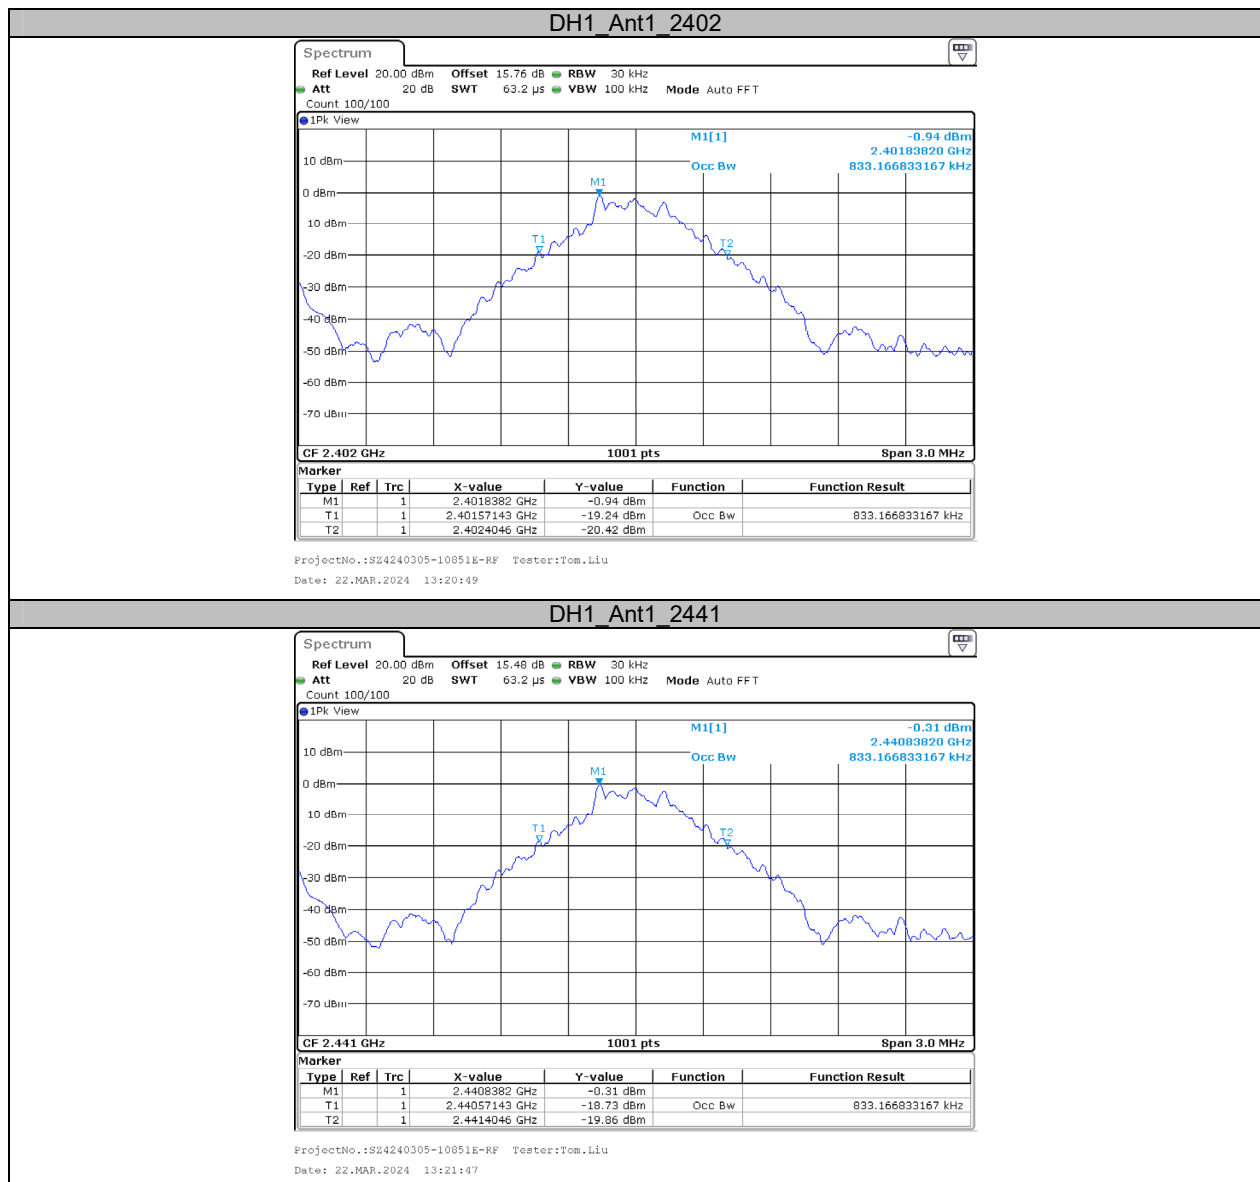 DH1_Ant1_2402
Spectrum
Ref Level 20.00 dBm Offset 15.76 dB RBW 30 kHz
Att 20 dB SWT 63.2 µs VBW 100 kHz Mode Auto FFT
Count 100/100
1Pk View
M1[1] -0.94 dBm
2.40183820 GHz
Occ Bw 833.166833167 kHz
10 dBm
M1
0 dBm
10 dBm
T1
T2
-20 dBm
-30 dBm
-40 dBm
-50 dBm
-60 dBm
-70 dBm
CF 2.402 GHz 1001 pts Span 3.0 MHz
Marker
Type Ref Trc X-value Y-value Function Function Result
M1 1 2.4018382 GHz -0.94 dBm
T1 1 2.40157143 GHz -19.24 dBm Occ Bw 833.166833167 kHz
T2 1 2.4024046 GHz -20.42 dBm
ProjectNo.:SZ4240305-10851E-RF Tester:Tom.Liu
Date: 22.MAR.2024 13:20:49
DH1_Ant1_2441
Spectrum
Ref Level 20.00 dBm Offset 15.48 dB RBW 30 kHz
Att 20 dB SWT 63.2 µs VBW 100 kHz Mode Auto FFT
Count 100/100
1Pk View
M1[1] -0.31 dBm
2.44083820 GHz
Occ Bw 833.166833167 kHz
10 dBm
M1
0 dBm
10 dBm
T1
T2
-20 dBm
-30 dBm
-40 dBm
-50 dBm
-60 dBm
-70 dBm
CF 2.441 GHz 1001 pts Span 3.0 MHz
Marker
Type Ref Trc X-value Y-value Function Function Result
M1 1 2.4408382 GHz -0.31 dBm
T1 1 2.44057143 GHz -18.73 dBm Occ Bw 833.166833167 kHz
T2 1 2.4414046 GHz -19.86 dBm
ProjectNo.:SZ4240305-10851E-RF Tester:Tom.Liu
Date: 22.MAR.2024 13:21:47